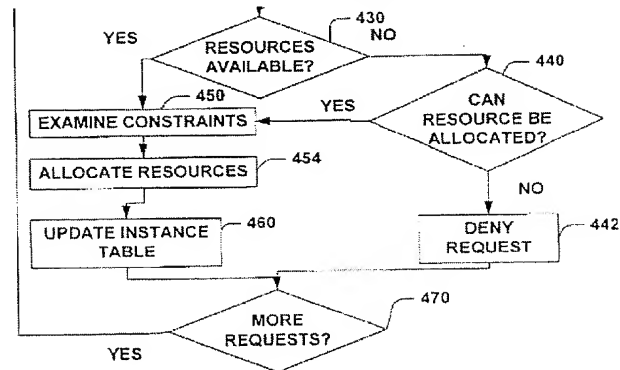 430
YES
RESOURCES
AVAILABLE?
NO
440
450
CAN
RESOURCE BE
ALLOCATED?
YES
EXAMINE CONSTRAINTS
454
ALLOCATE RESOURCES
NO
460
UPDATE INSTANCE
TABLE
DENY
REQUEST
442
470
MORE
REQUESTS?
YES